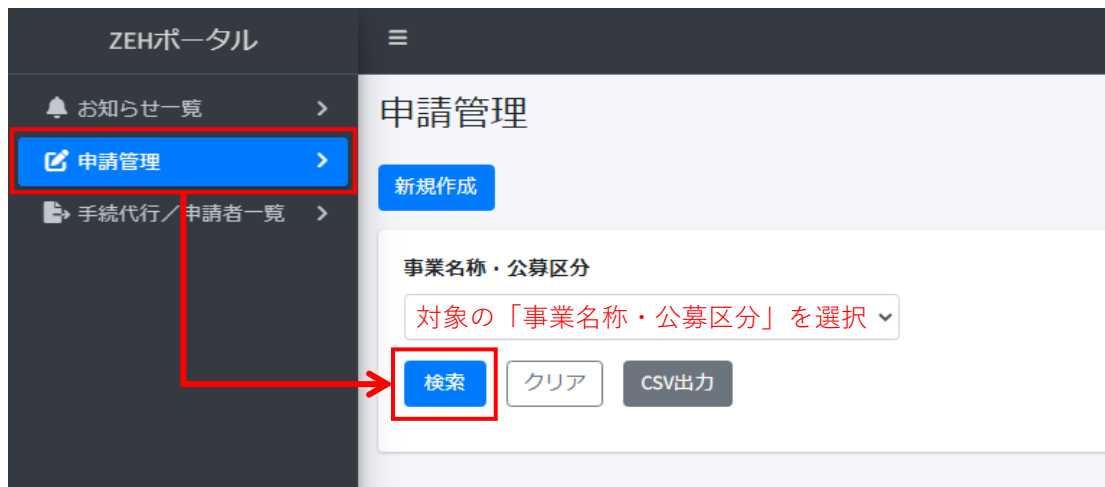 ZEHポータル
お知らせ一覧
申請管理
手続代行／申請者一覧
申請管理
新規作成
事業名称・公募区分
対象の「事業名称・公募区分」を選択
検索 クリア CSV出力